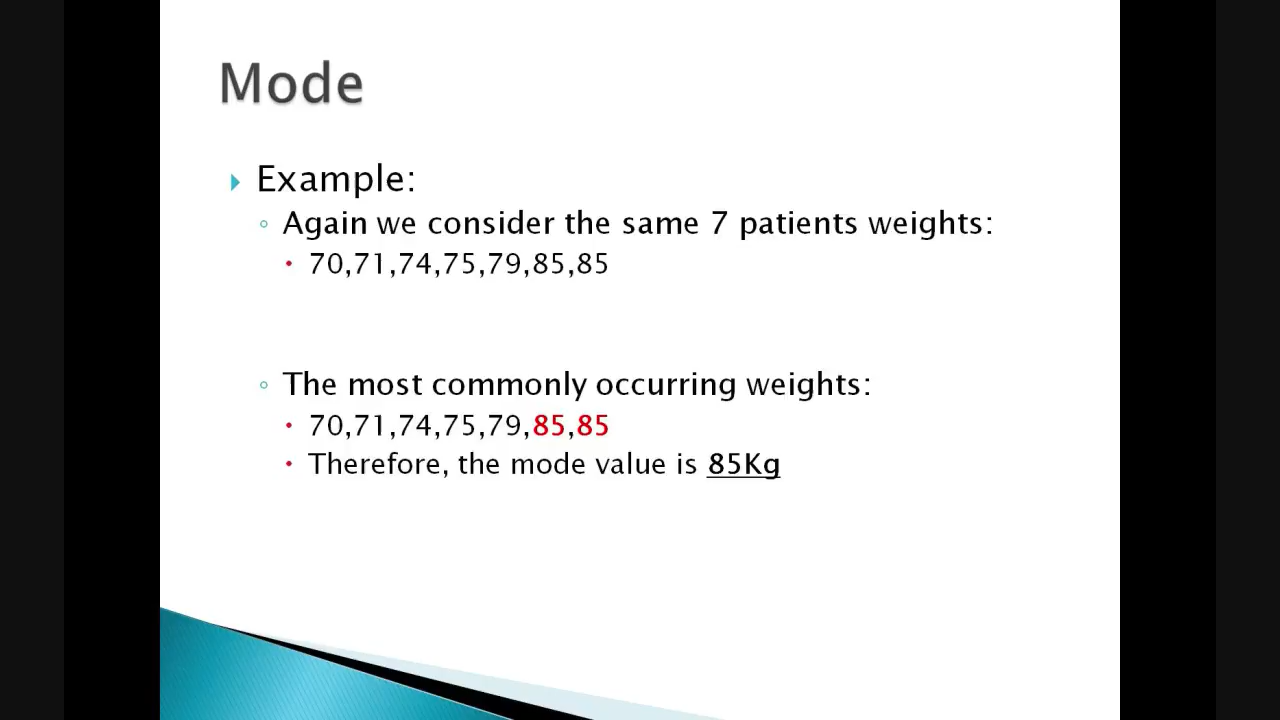 Mode
Example:
Again we consider the same 7 patients weights:
70,71,74,75,79,85,85
The most commonly occurring weights:
70,71,74,75,79,85,85
Therefore, the mode value is 85Kg